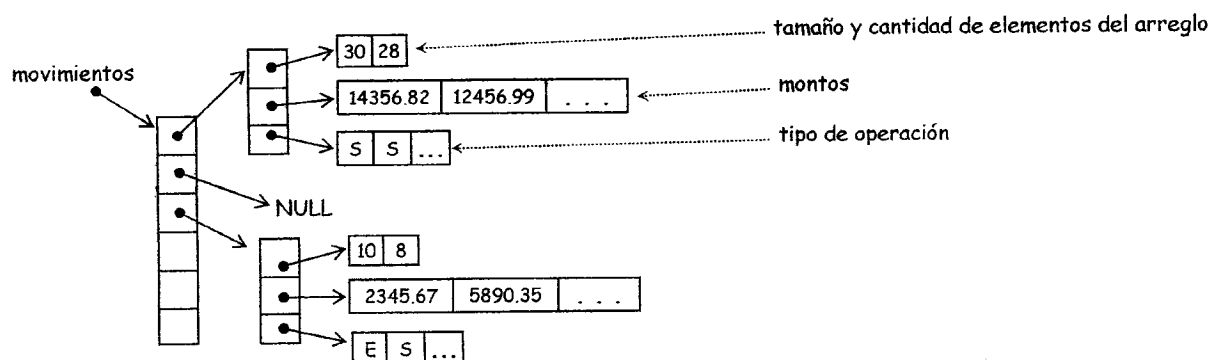 tamaño y cantidad de elementos del arreglo
30 28
movimientos
14356.82 12456.99 . . .
montos
S S ...
tipo de operación
NULL
10 8
2345.67 5890.35 . . .
E S ...